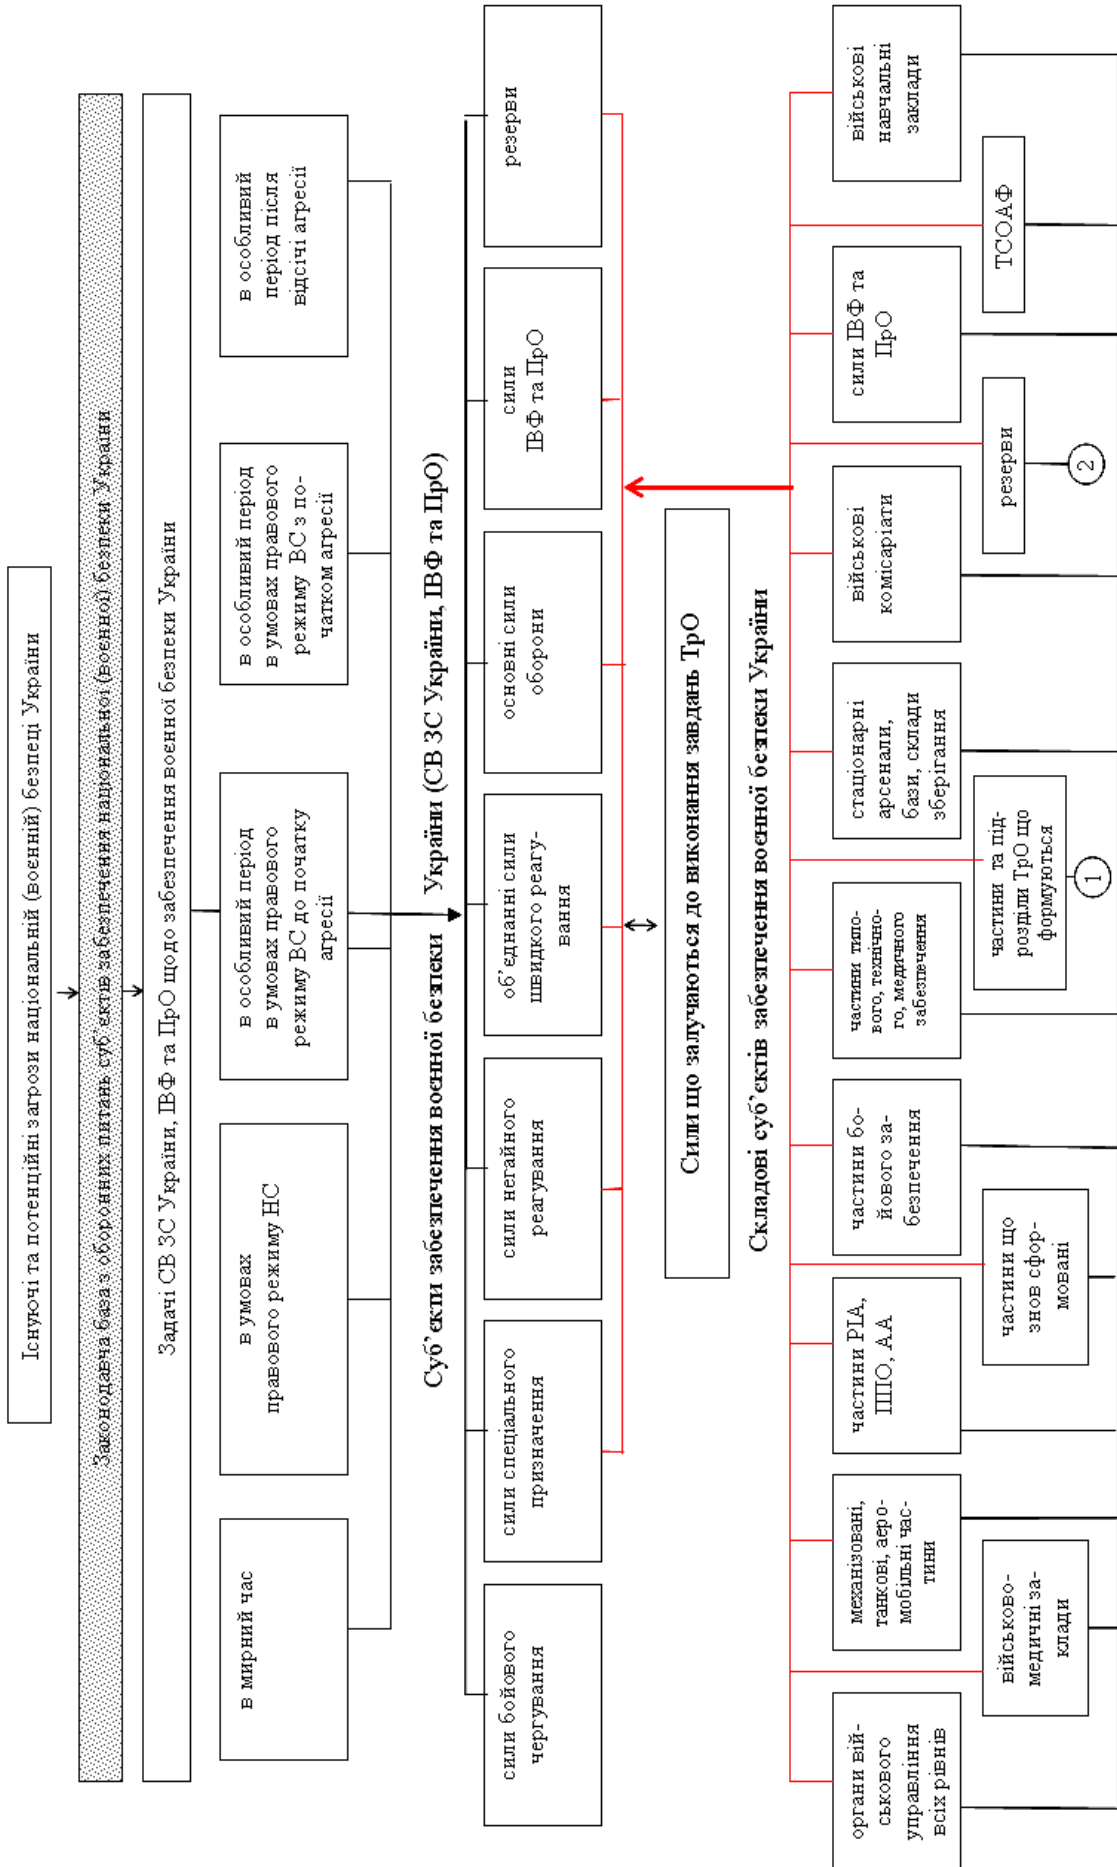 Існуючі та потенційні загрози національній (воєнній) безпеці України
Законодавча база з оборонних питань суб’єктів забезпечення національної (воєнної) безпеки України
Задачі СВ ЗС України, ІВФ та ПрО щодо забезпечення воєнної безпеки України
в мирний час
в умовах
правового режиму НС
в особливий період
в умовах правового
режиму ВС до початку
агресії
в особливий період
в умовах правового
режиму ВС з по-
чатком агресії
в особливий
період після
відсічі агресії
Суб’єкти забезпечення воєнної безпеки України (СВ ЗС України, ІВФ та ПрО)
сили бойового
чергування
сили спеціального
призначення
сили негайного
реагування
об’єднанні сили
швидкого реагу-
вання
основні сили
оборони
сили
ІВФ та ПрО
резерви
Сили що залучаються до виконання завдань ТрО
Складові суб’єктів забезпечення воєнної безпеки України
органи вій-
ськового
управління
всіх рівнів
механізовані,
танкові, аеро-
мобільні час-
тини
частини РІА,
ППО, АА
частини бо-
йового за-
безпечення
частини типо-
вого, технічно-
го, медичного
забезпечення
стаціонарні
арсенали,
бази, склади
зберігання
військові
комісаріати
сили ІВФ та
ПрО
військові
навчальні
заклади
військово-
медичні за-
клади
частини що
знов сфор-
мовані
частини та під-
розділи ТрО що
формуються
резерви
ТСОАФ
1
2